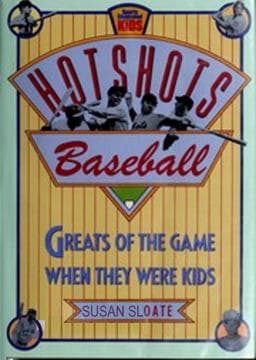 Sports Illustrated
KIDS
HOTSHOTS
Baseball
GREATS OF THE GAME
WHEN THEY WERE KIDS
SUSAN SLOATE